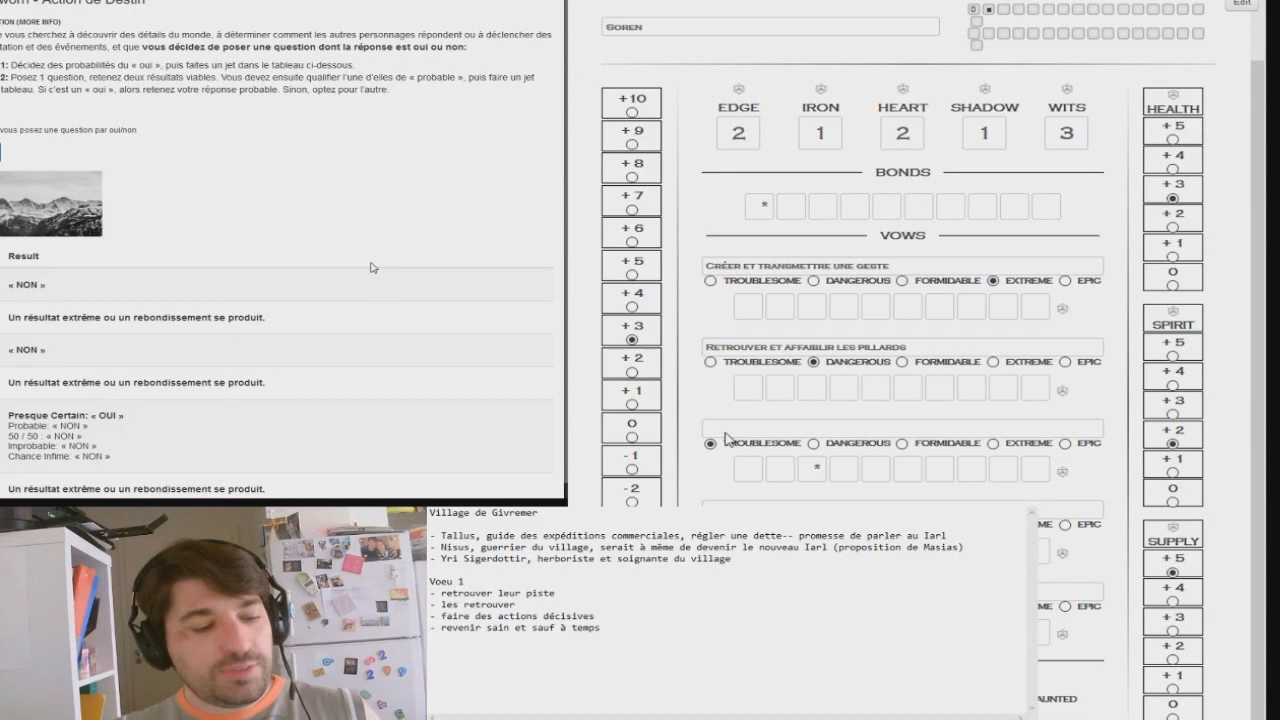 worn - Action de Destin
TION (MORE INFO)
e vous cherchez à découvrir des détails du monde, à déterminer comment les autres personnages répondent ou à déclencher des
tation et des événements, et que vous décidez de poser une question dont la réponse est oui ou non:
1: Décidez des probabilités du « oui », puis faites un jet dans le tableau ci-dessous.
2: Posez 1 question, retenez deux résultats viables. Vous devez ensuite qualifier l'une d'elles de « probable », puis faire un jet
tableau. Si c'est un « oui », alors retenez votre réponse probable. Sinon, optez pour l'autre.
vous posez une question par oui/non
Result
« NON »
Un résultat extrême ou un rebondissement se produit.
« NON »
Un résultat extrême ou un rebondissement se produit.
Presque Certain: « OUI »
Probable: « NON »
50 / 50 : « NON »
Improbable: « NON »
Chance Infime: « NON »
Un résultat extrême ou un rebondissement se produit.
Edit
Soren
0
+10
+9
+8
+7
+6
+5
+4
+3
+2
+1
0
-1
-2
EDGE IRON HEART SHADOW WITS
2 1 2 1 3
BONDS
*
VOWS
Créer et transmettre une geste
TROUBLESOME DANGEROUS FORMIDABLE EXTREME EPIC
Retrouver et affaiblir les pillards
TROUBLESOME DANGEROUS FORMIDABLE EXTREME EPIC
TROUBLESOME DANGEROUS FORMIDABLE EXTREME EPIC
*
ME EPIC
ME EPIC
AUNTED
HEALTH
+5
+4
+3
+2
+1
0
SPIRIT
+5
+4
+3
+2
+1
0
SUPPLY
+5
+4
+3
+2
+1
0
Village de Givremer
- Tallus, guide des expéditions commerciales, régler une dette-- promesse de parler au Iarl
- Nisus, guerrier du village, serait à même de devenir le nouveau Iarl (proposition de Masias)
- Yri Sigerdottir, herboriste et soignante du village
Voeu 1
- retrouver leur piste
- les retrouver
- faire des actions décisives
- revenir sain et sauf à temps